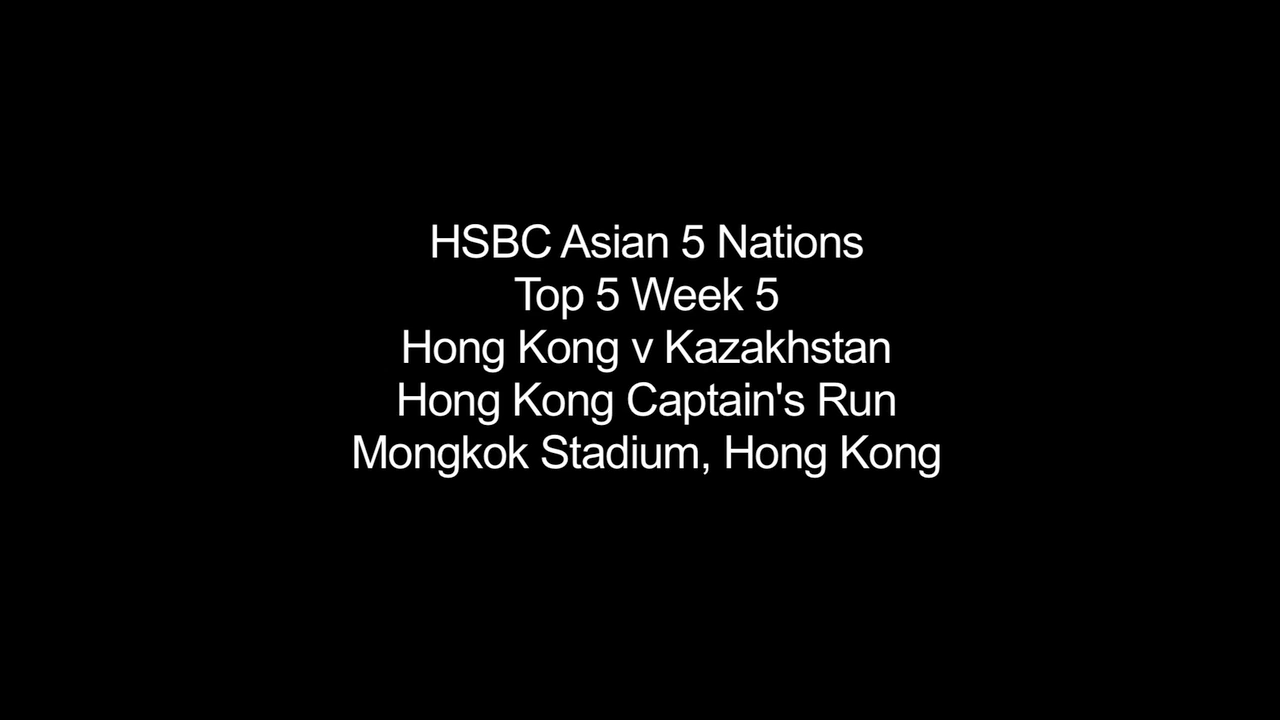 HSBC Asian 5 Nations
Top 5 Week 5
Hong Kong v Kazakhstan
Hong Kong Captain's Run
Mongkok Stadium, Hong Kong